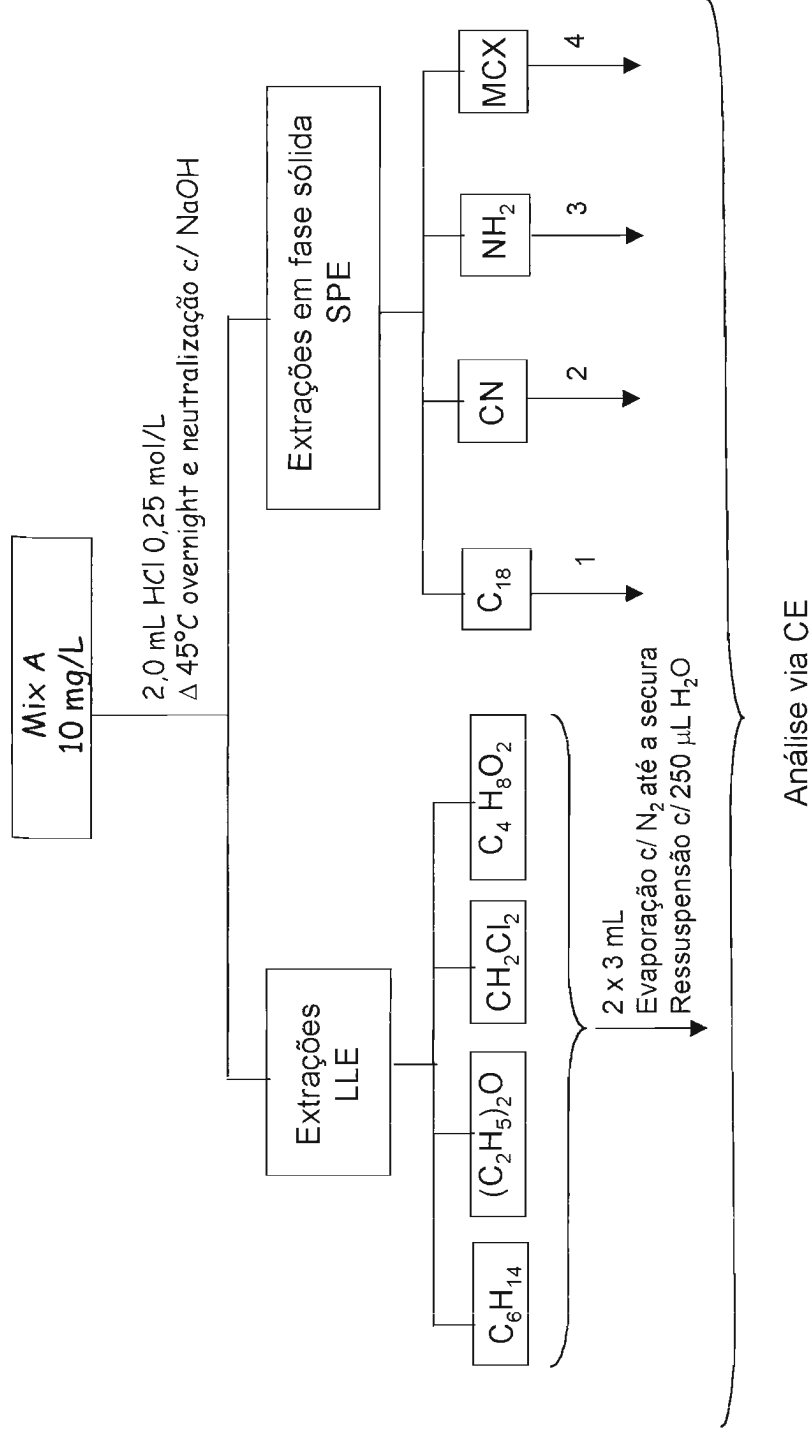 Mix A
10 mg/L
2,0 mL HCl 0,25 mol/L
Δ 45°C overnight e neutralização c/ NaOH
Extrações
LLE
Extrações em fase sólida
SPE
C₆H₁₄
(C₂H₅)₂O
CH₂Cl₂
C₄H₈O₂
C₁₈
CN
NH₂
MCX
1
2
3
4
2 x 3 mL
Evaporação c/ N₂ até a secura
Ressuspensão c/ 250 μL H₂O
Análise via CE